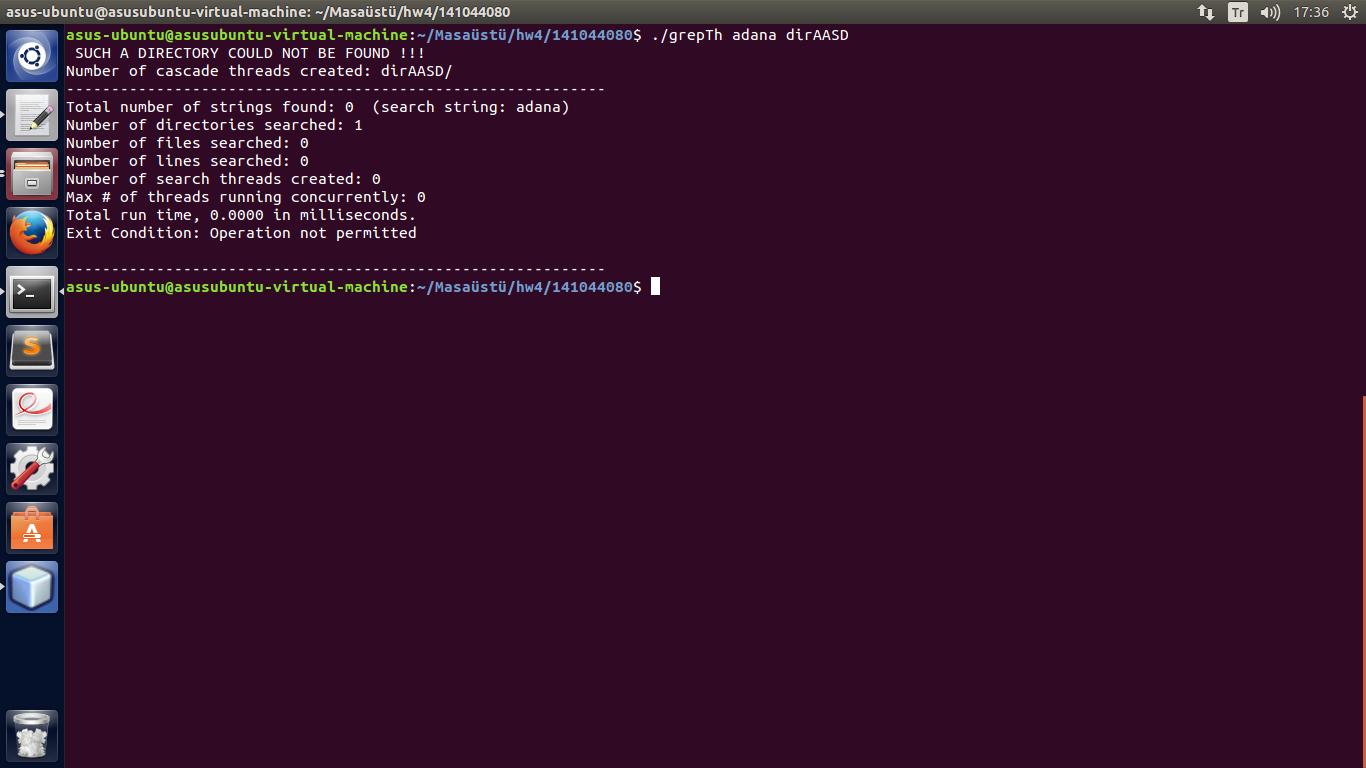 asus-ubuntu@asusubuntu-virtual-machine: ~/Masaüstü/hw4/141044080
Tr
17:36
asus-ubuntu@asusubuntu-virtual-machine:~/Masaüstü/hw4/141044080$ ./grepTh adana dirAASD
 SUCH A DIRECTORY COULD NOT BE FOUND !!!
Number of cascade threads created: dirAASD/
------------------------------------------------------------
Total number of strings found: 0  (search string: adana)
Number of directories searched: 1
Number of files searched: 0
Number of lines searched: 0
Number of search threads created: 0
Max # of threads running concurrently: 0
Total run time, 0.0000 in milliseconds.
Exit Condition: Operation not permitted
------------------------------------------------------------
asus-ubuntu@asusubuntu-virtual-machine:~/Masaüstü/hw4/141044080$